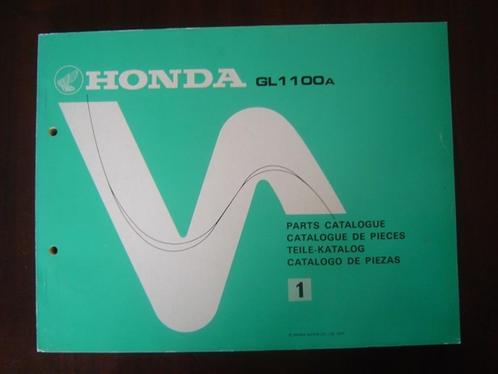 HONDA GL1100A
PARTS CATALOGUE
CATALOGUE DE PIECES
TEILE-KATALOG
CATALOGO DE PIEZAS
1